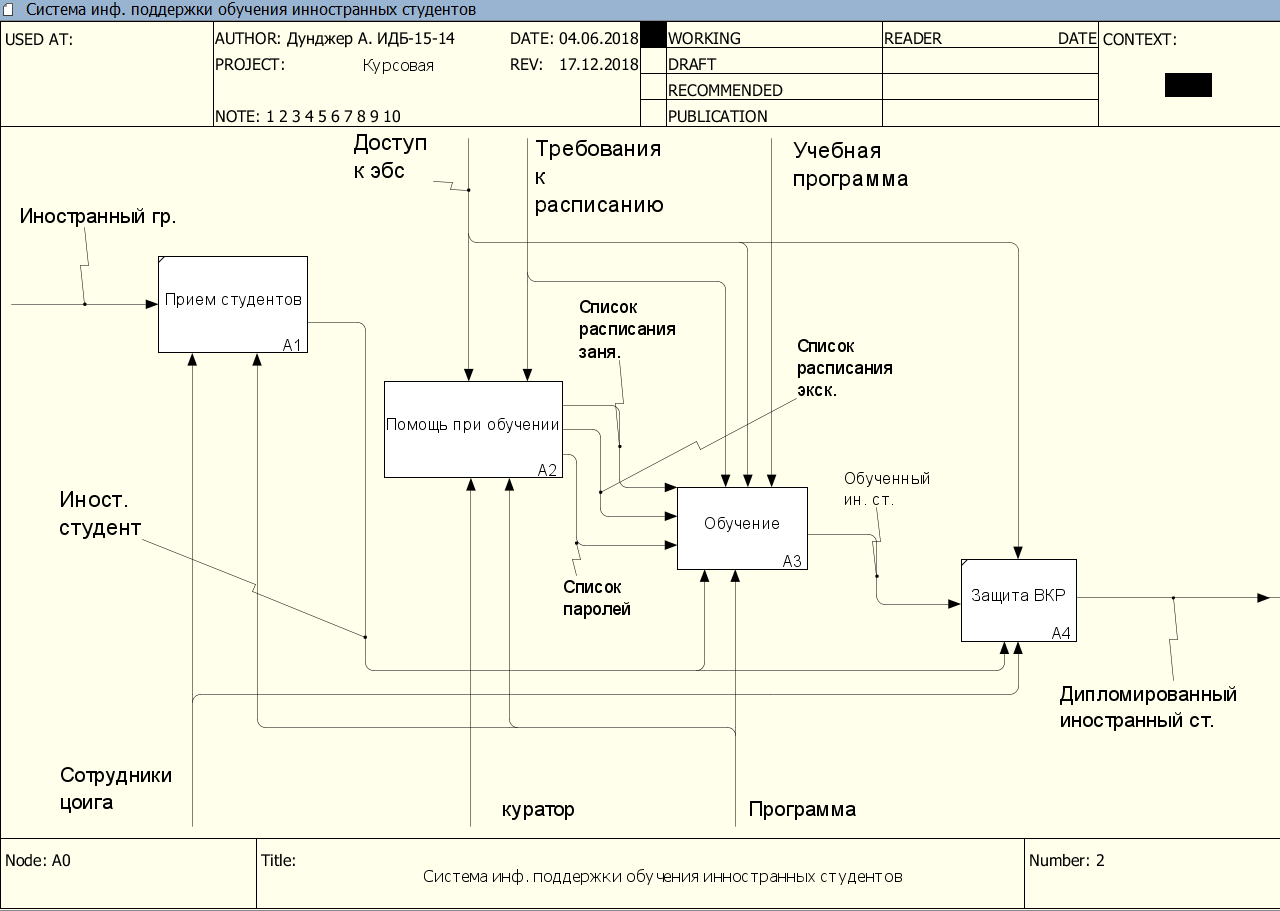 Система инф. поддержки обучения инностранных студентов
USED AT:
AUTHOR: Дунджер А. ИДБ-15-14
DATE: 04.06.2018
WORKING
READER
DATE
CONTEXT:
PROJECT:
Курсовая
REV: 17.12.2018
DRAFT
RECOMMENDED
NOTE: 1 2 3 4 5 6 7 8 9 10
PUBLICATION
Доступ
к эбс
Требования
к
расписанию
Учебная
программа
Иностранный гр.
Прием студентов
A1
Список
расписания
заня.
Список
расписания
экск.
Помощь при обучении
A2
Иност.
студент
Обученный
ин. ст.
Обучение
A3
Список
паролей
Защита ВКР
A4
Дипломированный
иностранный ст.
Сотрудники
цоига
куратор
Программа
Node: A0
Title:
Система инф. поддержки обучения инностранных студентов
Number: 2